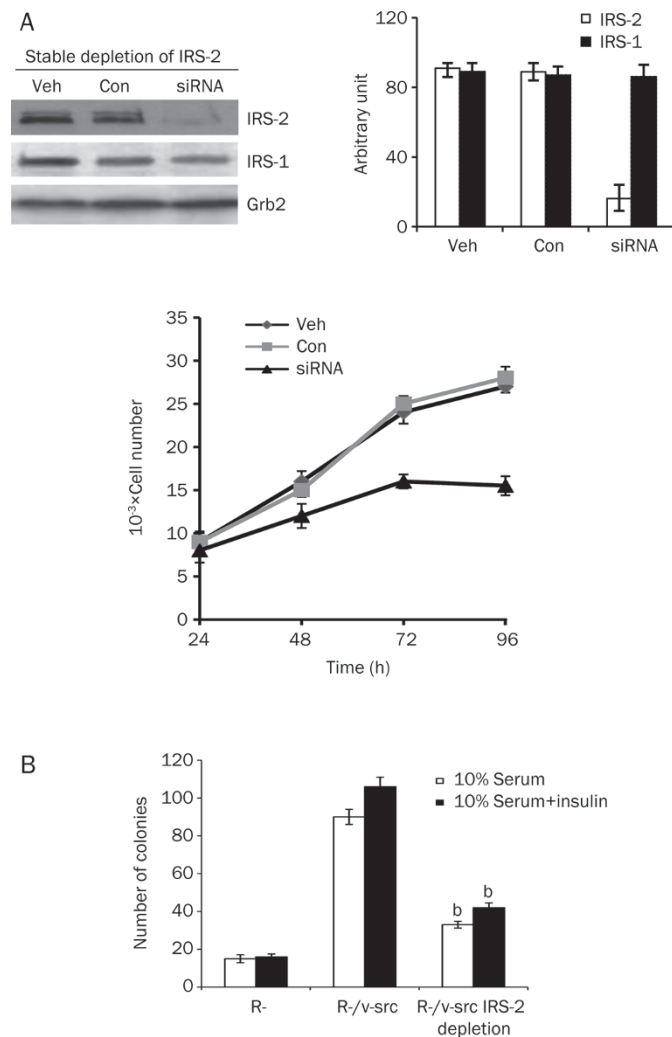 A
Stable depletion of IRS-2
Veh Con siRNA
IRS-2
IRS-1
Grb2
IRS-2
IRS-1
Arbitrary unit
120
80
40
0
Veh Con siRNA
Veh
Con
siRNA
10⁻³×Cell number
35
30
25
20
15
10
5
0
24 48 72 96
Time (h)
B
10% Serum
10% Serum+insulin
Number of colonies
120
100
80
60
40
20
0
b b
R- R-/v-src R-/v-src IRS-2
depletion